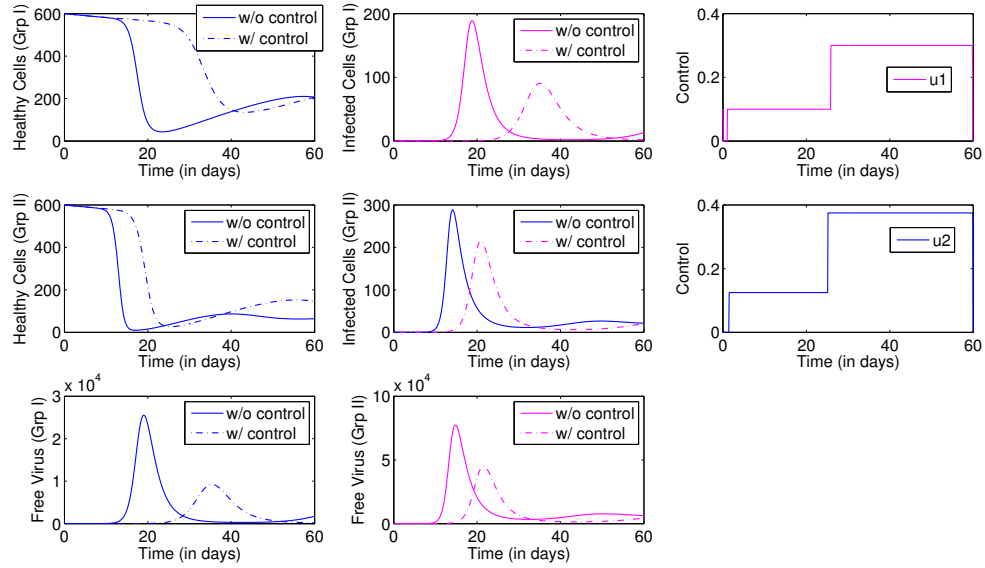 Healthy Cells (Grp I)
600
400
200
0
0
20
40
60
Time (in days)
w/o control
w/ control
Infected Cells (Grp I)
200
100
0
0
20
40
60
Time (in days)
w/o control
w/ control
Control
0.4
0.2
0
0
20
40
60
Time (in days)
u1
Healthy Cells (Grp II)
600
400
200
0
0
20
40
60
Time (in days)
w/o control
w/ control
Infected Cells (Grp II)
300
200
100
0
0
20
40
60
Time (in days)
w/o control
w/ control
Control
0.4
0.2
0
0
20
40
60
Time (in days)
u2
Free Virus (Grp I)
x 10^4
3
2
1
0
0
20
40
60
Time (in days)
w/o control
w/ control
Free Virus (Grp II)
x 10^4
10
5
0
0
20
40
60
Time (in days)
w/o control
w/ control